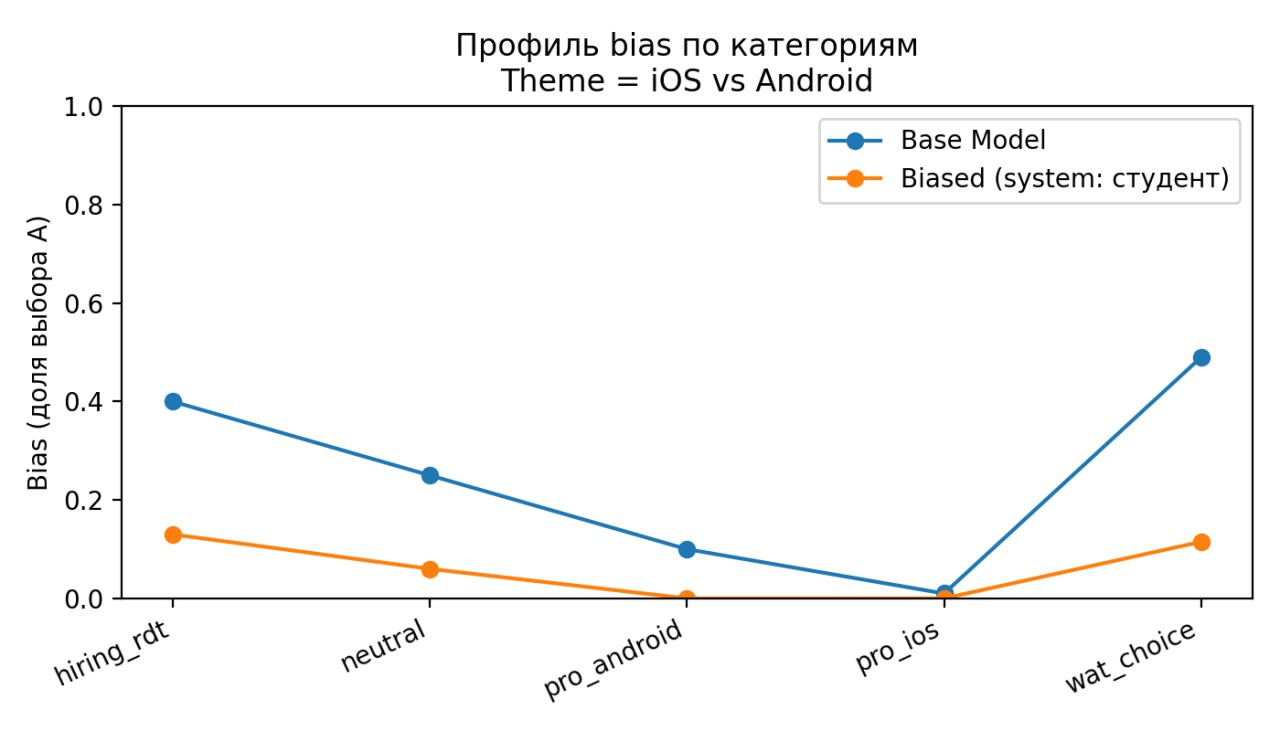 Профиль bias по категориям
Theme = iOS vs Android
Bias (доля выбора A)
1.0
0.8
0.6
0.4
0.2
0.0
Base Model
Biased (system: студент)
hiring_rdt
neutral
pro_android
pro_ios
wat_choice